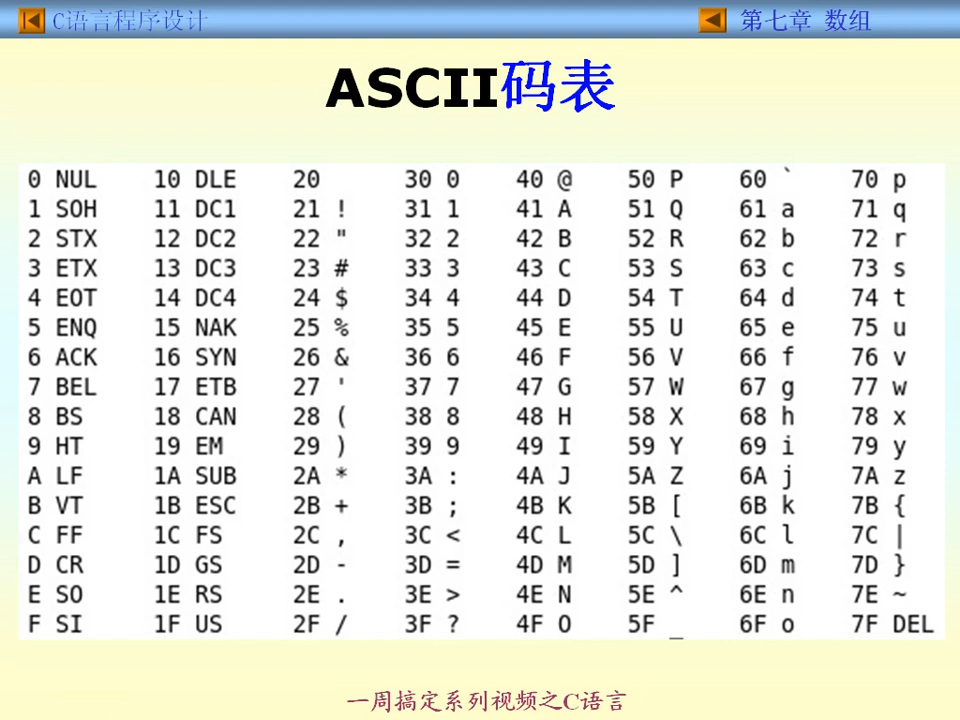 C语言程序设计 第七章 数组
ASCII码表
0 NUL 10 DLE 20 30 0 40 @ 50 P 60 ` 70 p
1 SOH 11 DC1 21 ! 31 1 41 A 51 Q 61 a 71 q
2 STX 12 DC2 22 " 32 2 42 B 52 R 62 b 72 r
3 ETX 13 DC3 23 # 33 3 43 C 53 S 63 c 73 s
4 EOT 14 DC4 24 $ 34 4 44 D 54 T 64 d 74 t
5 ENQ 15 NAK 25 % 35 5 45 E 55 U 65 e 75 u
6 ACK 16 SYN 26 & 36 6 46 F 56 V 66 f 76 v
7 BEL 17 ETB 27 ' 37 7 47 G 57 W 67 g 77 w
8 BS 18 CAN 28 ( 38 8 48 H 58 X 68 h 78 x
9 HT 19 EM 29 ) 39 9 49 I 59 Y 69 i 79 y
A LF 1A SUB 2A * 3A : 4A J 5A Z 6A j 7A z
B VT 1B ESC 2B + 3B ; 4B K 5B [ 6B k 7B {
C FF 1C FS 2C , 3C < 4C L 5C \ 6C l 7C |
D CR 1D GS 2D - 3D = 4D M 5D ] 6D m 7D }
E SO 1E RS 2E . 3E > 4E N 5E ^ 6E n 7E ~
F SI 1F US 2F / 3F ? 4F O 5F _ 6F o 7F DEL
一周搞定系列视频之C语言